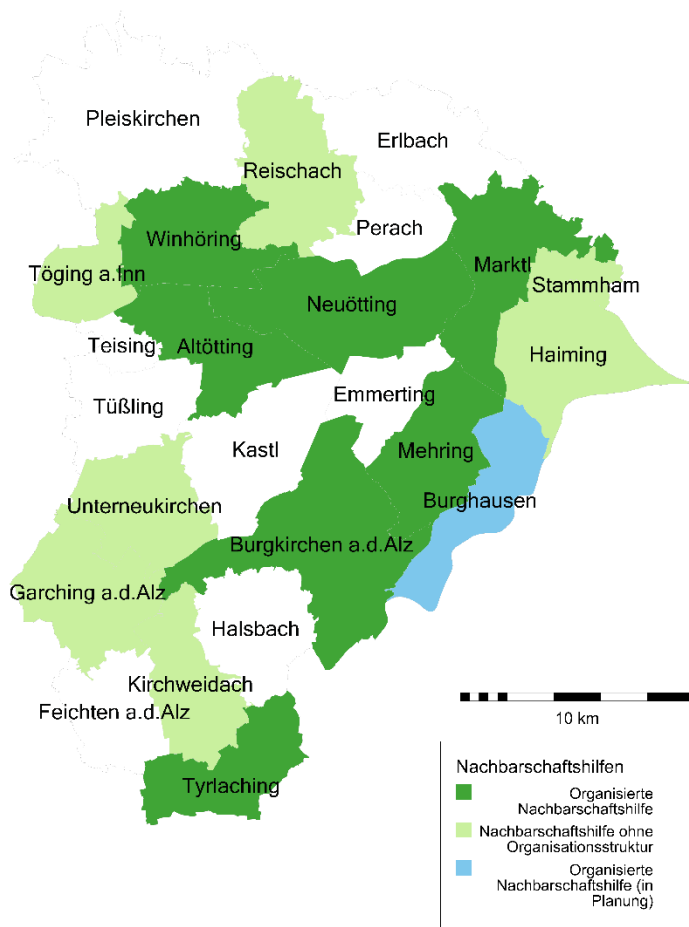 Pleiskirchen
Erlbach
Reischach
Perach
Winhöring
Marktl
Töging a.Inn
Stammham
Neuötting
Teising
Altötting
Haiming
Emmerting
Tüßling
Kastl
Mehring
Unterneukirchen
Burghausen
Burgkirchen a.d.Alz
Garching a.d.Alz
Halsbach
Kirchweidach
Feichten a.d.Alz
Tyrlaching
10 km
Nachbarschaftshilfen
Organisierte
Nachbarschaftshilfe
Nachbarschaftshilfe ohne
Organisationsstruktur
Organisierte
Nachbarschaftshilfe (in
Planung)